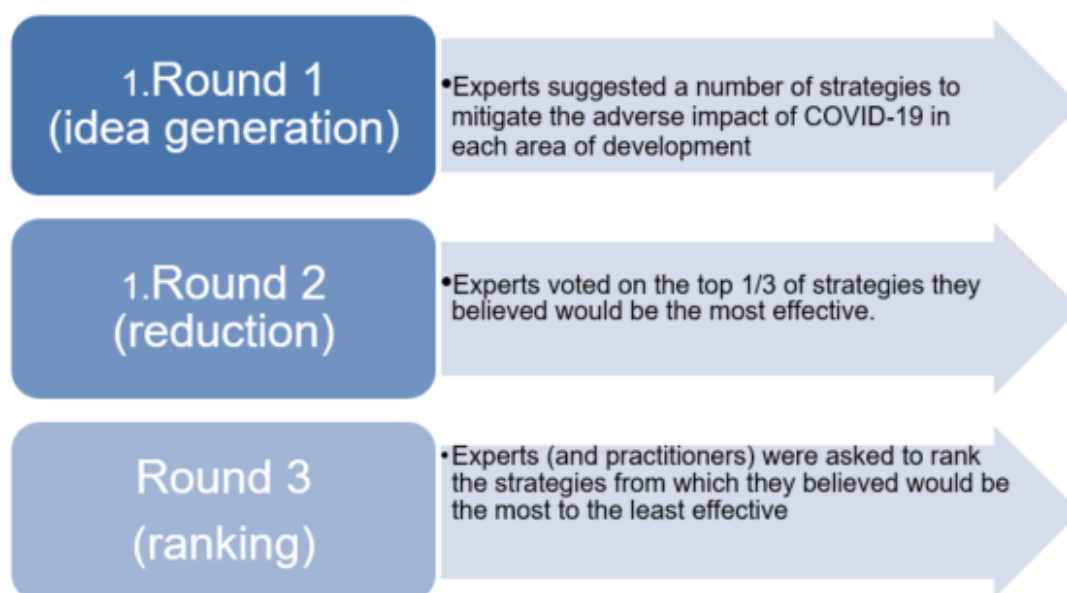 1.Round 1
(idea generation)
•Experts suggested a number of strategies to
mitigate the adverse impact of COVID-19 in
each area of development
1.Round 2
(reduction)
•Experts voted on the top 1/3 of strategies they
believed would be the most effective.
Round 3
(ranking)
•Experts (and practitioners) were asked to rank
the strategies from which they believed would be
the most to the least effective